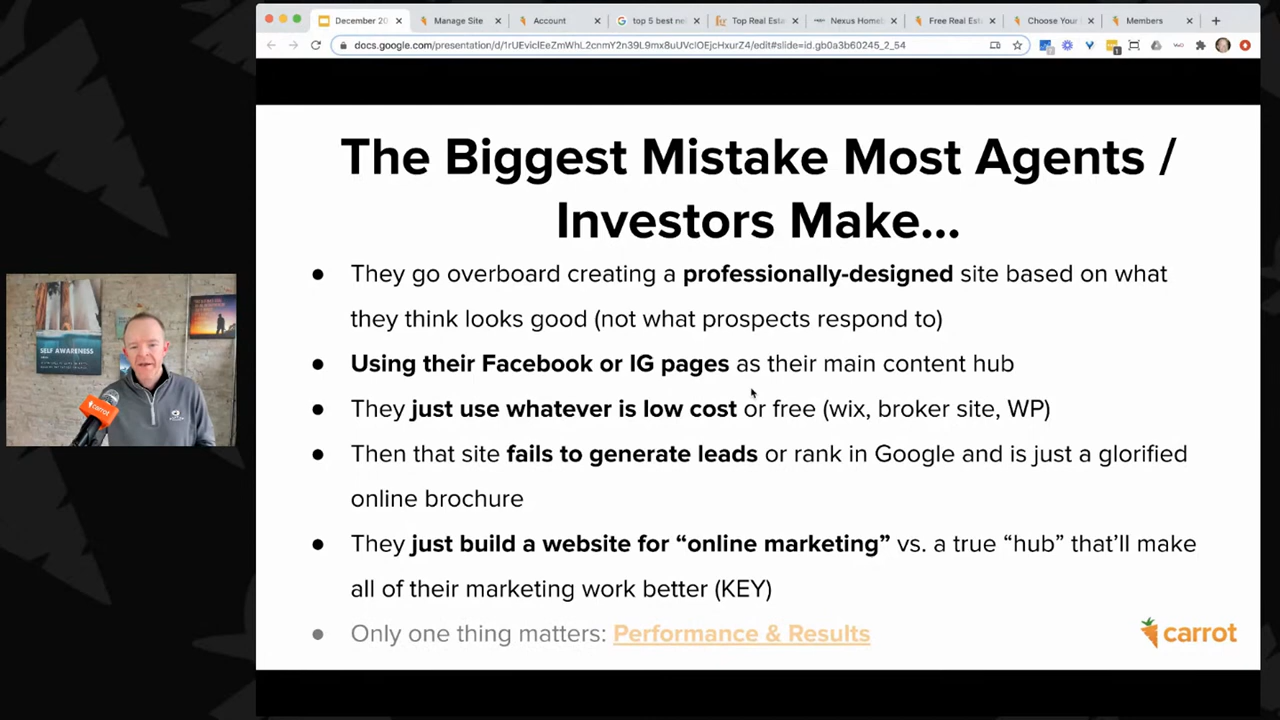 December 20
Manage Site
Account
top 5 best ne
Top Real Esta
Nexus Home
Free Real Est
Choose Your
Members
docs.google.com/presentation/d/1rUEviclEeZmWhL2cnmY2n39L9mx8uUVclOEjcHxurZ4/edit#slide=id.gb0a3b60245_2_54
The Biggest Mistake Most Agents /
Investors Make...
● They go overboard creating a professionally-designed site based on what
they think looks good (not what prospects respond to)
● Using their Facebook or IG pages as their main content hub
● They just use whatever is low cost or free (wix, broker site, WP)
● Then that site fails to generate leads or rank in Google and is just a glorified
online brochure
● They just build a website for “online marketing” vs. a true “hub” that’ll make
all of their marketing work better (KEY)
● Only one thing matters: Performance & Results
carrot
SELF AWARENESS
carrot